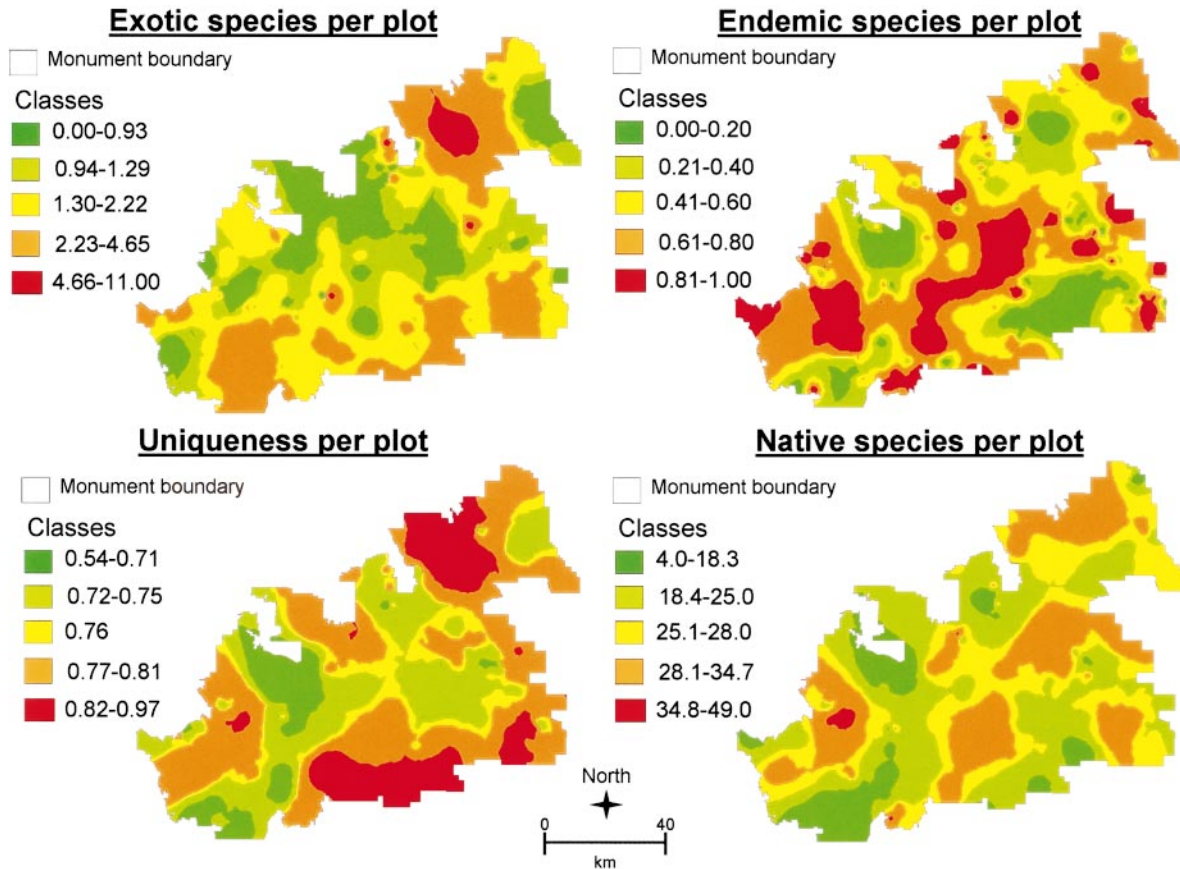 Exotic species per plot
Monument boundary
Classes
0.00-0.93
0.94-1.29
1.30-2.22
2.23-4.65
4.66-11.00
Endemic species per plot
Monument boundary
Classes
0.00-0.20
0.21-0.40
0.41-0.60
0.61-0.80
0.81-1.00
Uniqueness per plot
Monument boundary
Classes
0.54-0.71
0.72-0.75
0.76
0.77-0.81
0.82-0.97
Native species per plot
Monument boundary
Classes
4.0-18.3
18.4-25.0
25.1-28.0
28.1-34.7
34.8-49.0
North
0 40
km